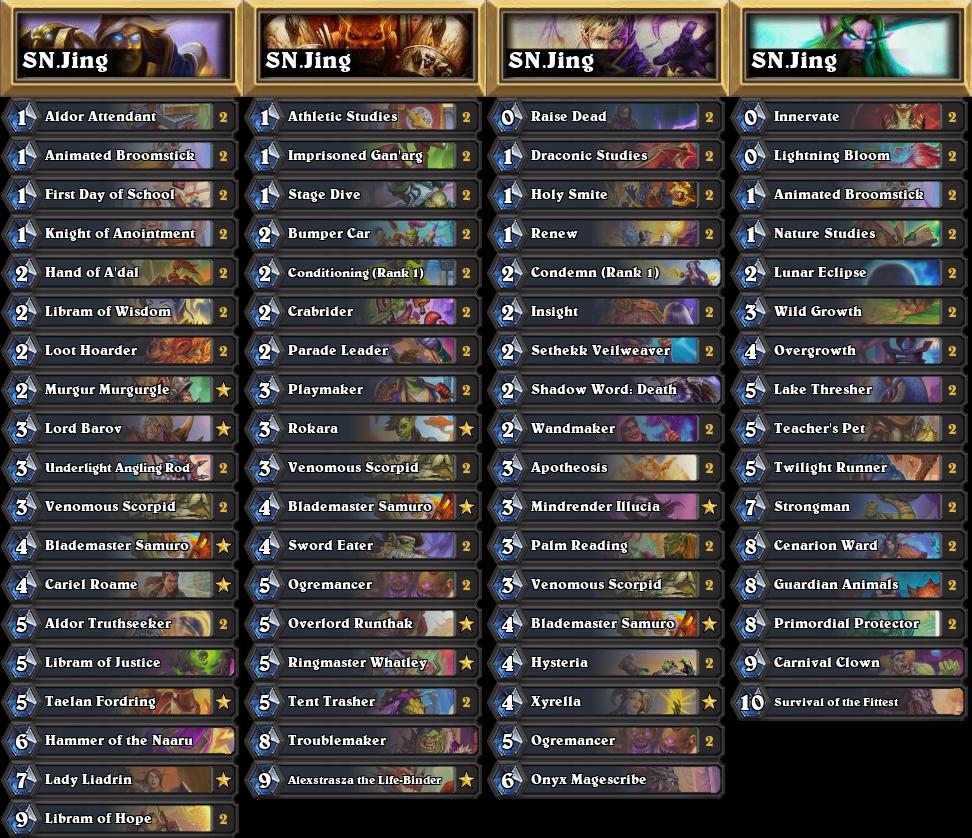 SN.Jing
1 Aldor Attendant 2
1 Animated Broomstick 2
1 First Day of School 2
1 Knight of Anointment 2
2 Hand of A'dal 2
2 Libram of Wisdom 2
2 Loot Hoarder 2
2 Murgur Murgurgle
3 Lord Barov
3 Underlight Angling Rod 2
3 Venomous Scorpid 2
4 Blademaster Samuro
4 Cariel Roame
5 Aldor Truthseeker 2
5 Libram of Justice
5 Taelan Fordring
6 Hammer of the Naaru
7 Lady Liadrin
9 Libram of Hope 2
SN.Jing
1 Athletic Studies 2
1 Imprisoned Gan'arg 2
1 Stage Dive 2
2 Bumper Car 2
2 Conditioning (Rank 1) 2
2 Crabrider 2
2 Parade Leader 2
3 Playmaker 2
3 Rokara
3 Venomous Scorpid 2
4 Blademaster Samuro
4 Sword Eater 2
5 Ogremancer 2
5 Overlord Runthak
5 Ringmaster Whatley
5 Tent Trasher 2
8 Troublemaker
9 Alexstrasza the Life-Binder
SN.Jing
0 Raise Dead 2
1 Draconic Studies 2
1 Holy Smite 2
1 Renew 2
2 Condemn (Rank 1)
2 Insight 2
2 Sethekk Veilweaver 2
2 Shadow Word: Death
2 Wandmaker 2
3 Apotheosis 2
3 Mindrender Illucia
3 Palm Reading 2
3 Venomous Scorpid 2
4 Blademaster Samuro
4 Hysteria 2
4 Xyrella
5 Ogremancer 2
6 Onyx Magescribe
SN.Jing
0 Innervate 2
0 Lightning Bloom 2
1 Animated Broomstick 2
1 Nature Studies 2
2 Lunar Eclipse 2
3 Wild Growth 2
4 Overgrowth 2
5 Lake Thresher 2
5 Teacher's Pet 2
5 Twilight Runner 2
7 Strongman 2
8 Cenarion Ward 2
8 Guardian Animals 2
8 Primordial Protector 2
9 Carnival Clown
10 Survival of the Fittest